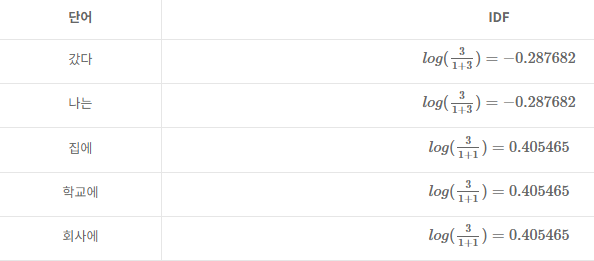 단어 IDF
갔다 log(3/(1+3)) = −0.287682
나는 log(3/(1+3)) = −0.287682
집에 log(3/(1+1)) = 0.405465
학교에 log(3/(1+1)) = 0.405465
회사에 log(3/(1+1)) = 0.405465